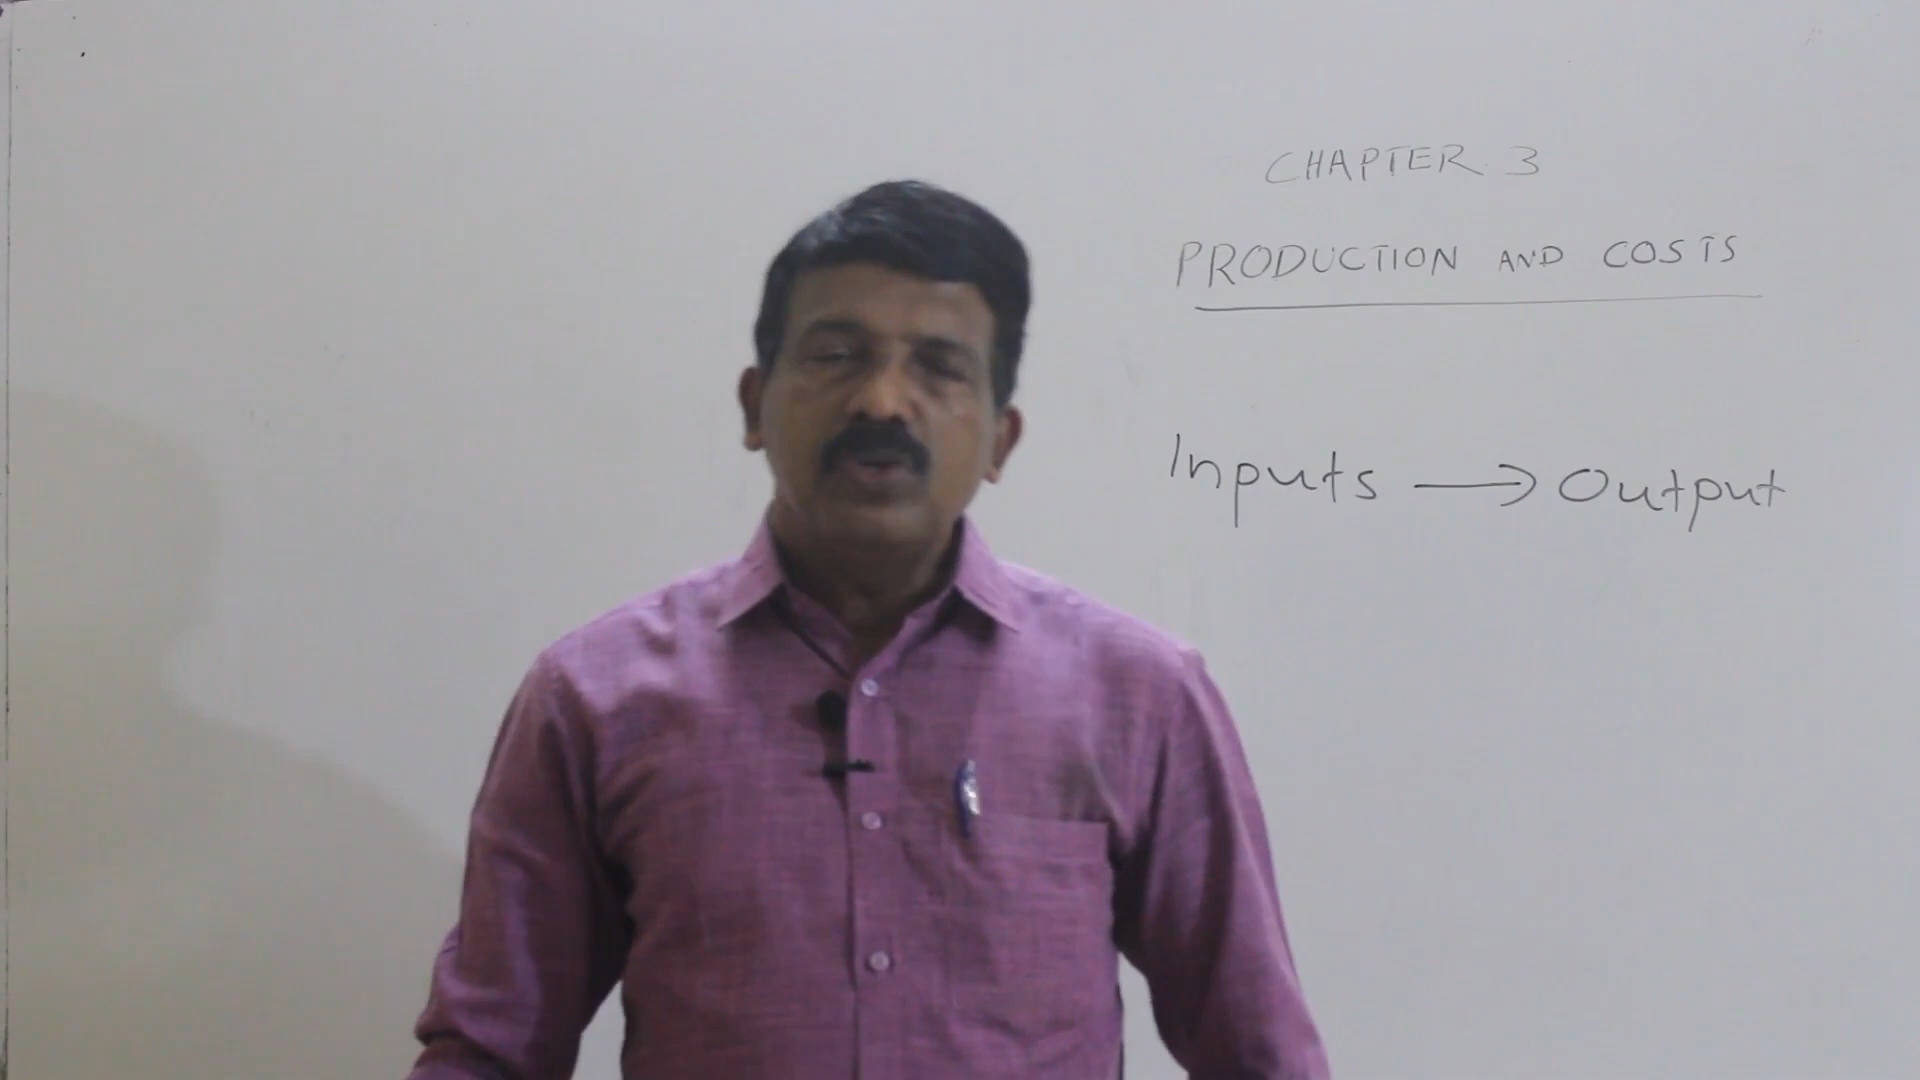 CHAPTER 3
PRODUCTION AND COSTS
Inputs → Output